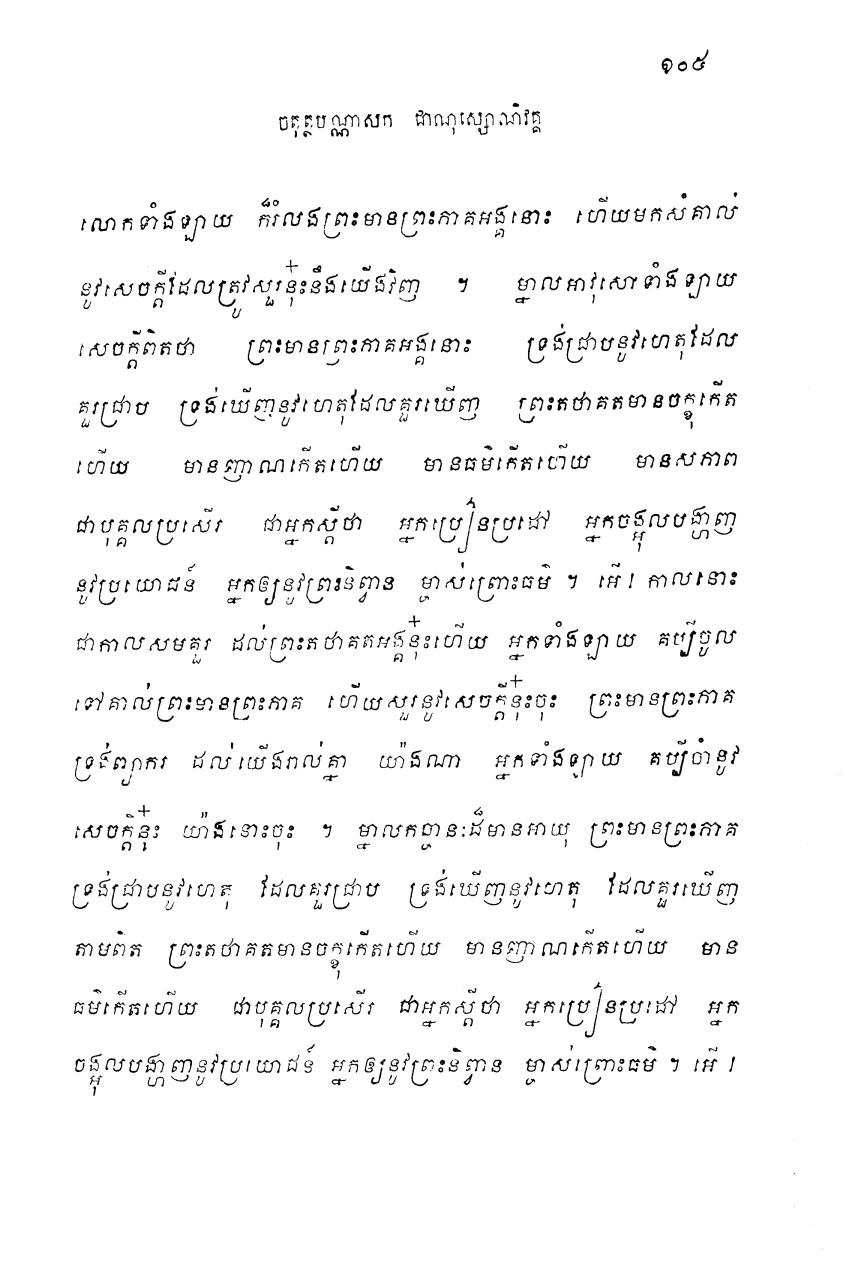 ១០៥
ចតុត្ថបណ្ណាសក ជាណុស្សោណិវគ្គ
លោកទាំងឡាយ ក៏រំលងព្រះមានព្រះភាគអង្គនោះ ហើយមកសំគាល់
នូវសេចក្តីដែលត្រូវសួរនុ៎ះនឹងយើងវិញ ។ ម្នាលអាវុសោទាំងឡាយ
សេចក្តីពិតថា ព្រះមានព្រះភាគអង្គនោះ ទ្រង់ជ្រាបនូវហេតុដែល
គួរជ្រាប ទ្រង់ឃើញនូវហេតុដែលគួរឃើញ ព្រះតថាគតមានចក្ខុកើត
ហើយ មានញាណកើតហើយ មានធម៌កើតហើយ មានសភាព
ជាបុគ្គលប្រសើរ ជាអ្នកស្តីថា អ្នកប្រៀនប្រដៅ អ្នកចង្អុលបង្ហាញ
នូវប្រយោជន៍ អ្នកឲ្យនូវព្រះនិព្វាន ម្ចាស់ព្រោះធម៌ ។ អើ! កាលនោះ
ជាកាលសមគួរ ដល់ព្រះតថាគតអង្គនុ៎ះហើយ អ្នកទាំងឡាយ គប្បីចូល
ទៅគាល់ព្រះមានព្រះភាគ ហើយសួរនូវសេចក្តីនុ៎ះចុះ ព្រះមានព្រះភាគ
ទ្រង់ព្យាករ ដល់យើងរាល់គ្នា យ៉ាងណា អ្នកទាំងឡាយ គប្បីចាំនូវ
សេចក្តីនុ៎ះ យ៉ាងនោះចុះ ។ ម្នាលកច្ចានៈដ៏មានអាយុ ព្រះមានព្រះភាគ
ទ្រង់ជ្រាបនូវហេតុ ដែលគួរជ្រាប ទ្រង់ឃើញនូវហេតុ ដែលគួរឃើញ
តាមពិត ព្រះតថាគតមានចក្ខុកើតហើយ មានញាណកើតហើយ មាន
ធម៌កើតហើយ ជាបុគ្គលប្រសើរ ជាអ្នកស្តីថា អ្នកប្រៀនប្រដៅ អ្នក
ចង្អុលបង្ហាញនូវប្រយោជន៍ អ្នកឲ្យនូវព្រះនិព្វាន ម្ចាស់ព្រោះធម៌ ។ អើ!